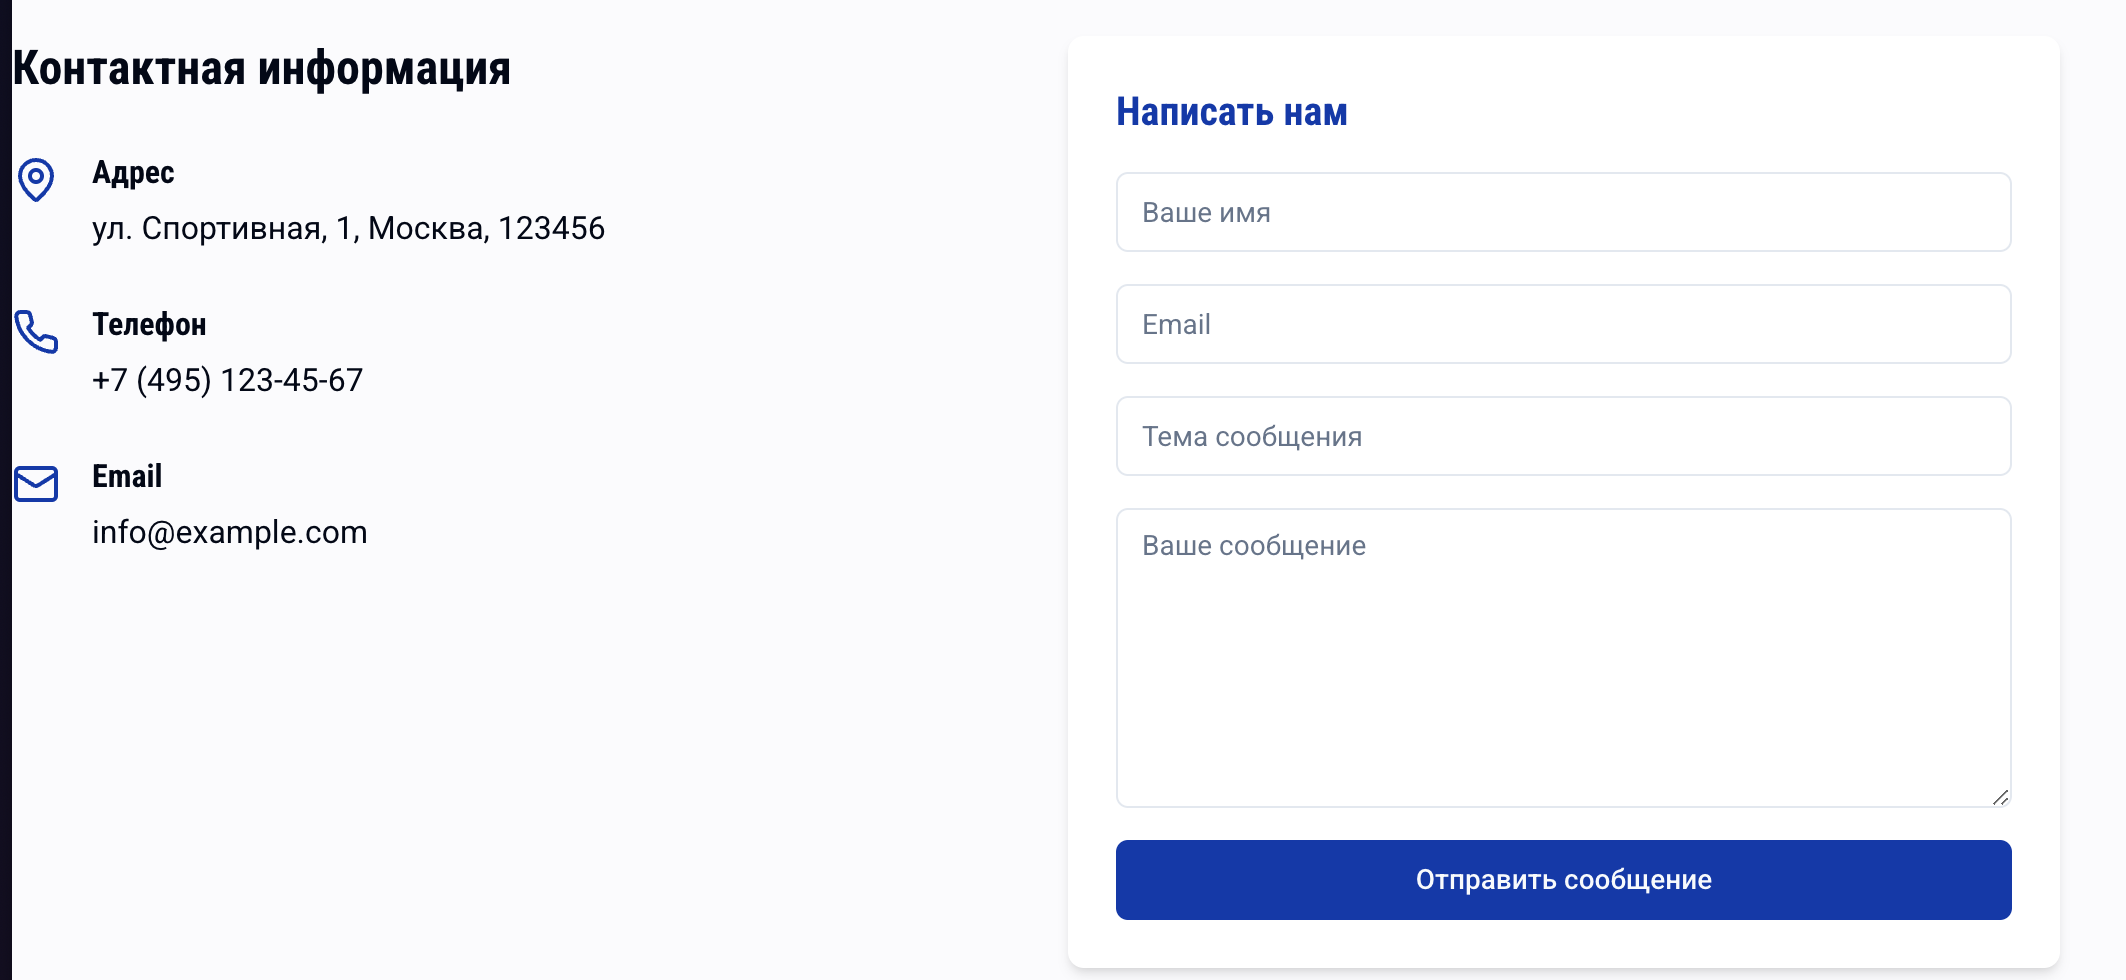 Контактная информация
Адрес
ул. Спортивная, 1, Москва, 123456
Телефон
+7 (495) 123-45-67
Email
info@example.com
Написать нам
Ваше имя
Email
Тема сообщения
Ваше сообщение
Отправить сообщение